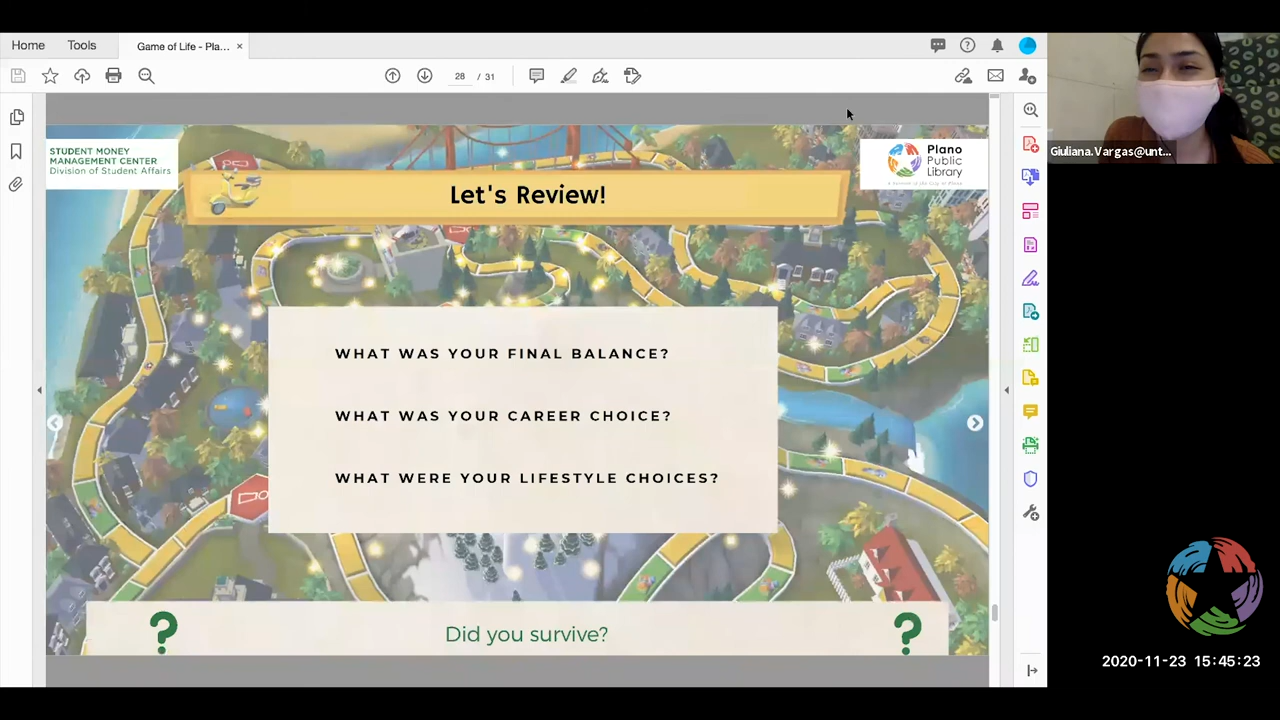 Home
Tools
Game of Life - Pla...
28 / 31
STUDENT MONEY
MANAGEMENT CENTER
Division of Student Affairs
Plano
Public
Library
Let's Review!
WHAT WAS YOUR FINAL BALANCE?
WHAT WAS YOUR CAREER CHOICE?
WHAT WERE YOUR LIFESTYLE CHOICES?
? Did you survive? ?
Giuliana.Vargas@unt...
2020-11-23 15:45:23